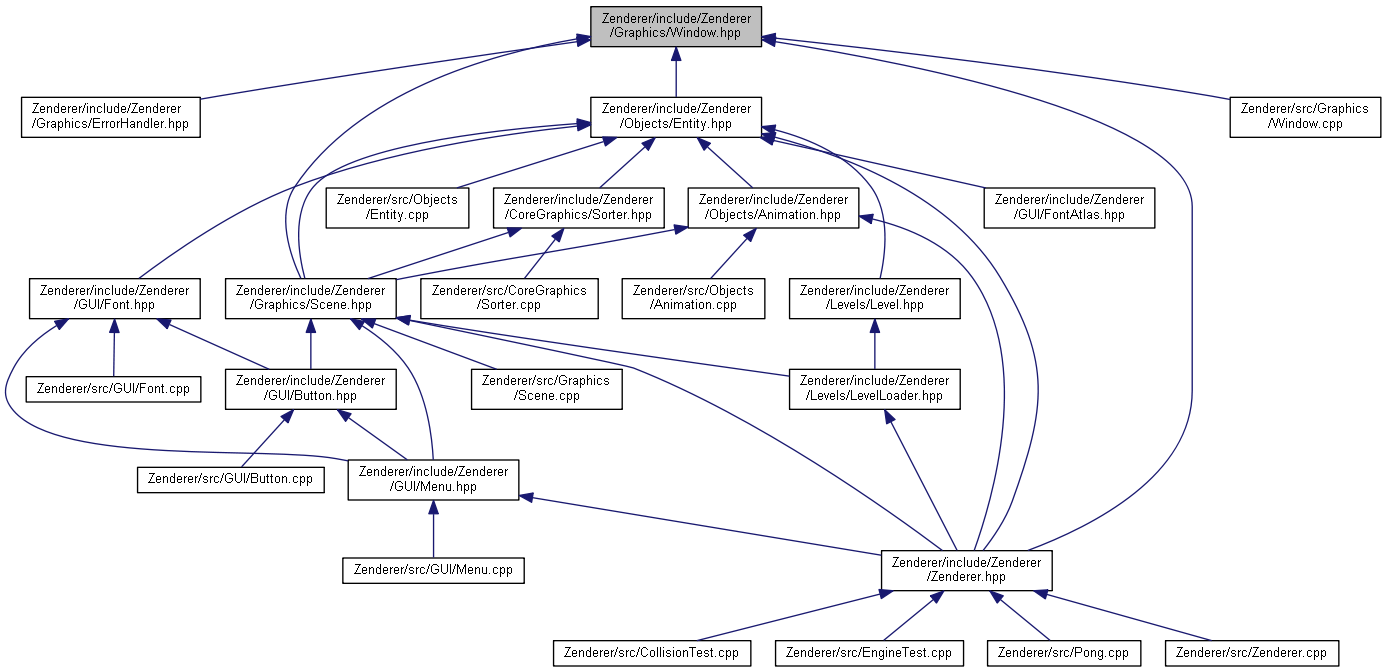 Zenderer/include/Zenderer
/Graphics/Window.hpp
Zenderer/include/Zenderer
/Graphics/ErrorHandler.hpp
Zenderer/include/Zenderer
/Objects/Entity.hpp
Zenderer/src/Graphics
/Window.cpp
Zenderer/src/Objects
/Entity.cpp
Zenderer/include/Zenderer
/CoreGraphics/Sorter.hpp
Zenderer/include/Zenderer
/Objects/Animation.hpp
Zenderer/include/Zenderer
/GUI/FontAtlas.hpp
Zenderer/include/Zenderer
/GUI/Font.hpp
Zenderer/include/Zenderer
/Graphics/Scene.hpp
Zenderer/src/CoreGraphics
/Sorter.cpp
Zenderer/src/Objects
/Animation.cpp
Zenderer/include/Zenderer
/Levels/Level.hpp
Zenderer/src/GUI/Font.cpp
Zenderer/include/Zenderer
/GUI/Button.hpp
Zenderer/src/Graphics
/Scene.cpp
Zenderer/include/Zenderer
/Levels/LevelLoader.hpp
Zenderer/src/GUI/Button.cpp
Zenderer/include/Zenderer
/GUI/Menu.hpp
Zenderer/src/GUI/Menu.cpp
Zenderer/include/Zenderer
/Zenderer.hpp
Zenderer/src/CollisionTest.cpp
Zenderer/src/EngineTest.cpp
Zenderer/src/Pong.cpp
Zenderer/src/Zenderer.cpp